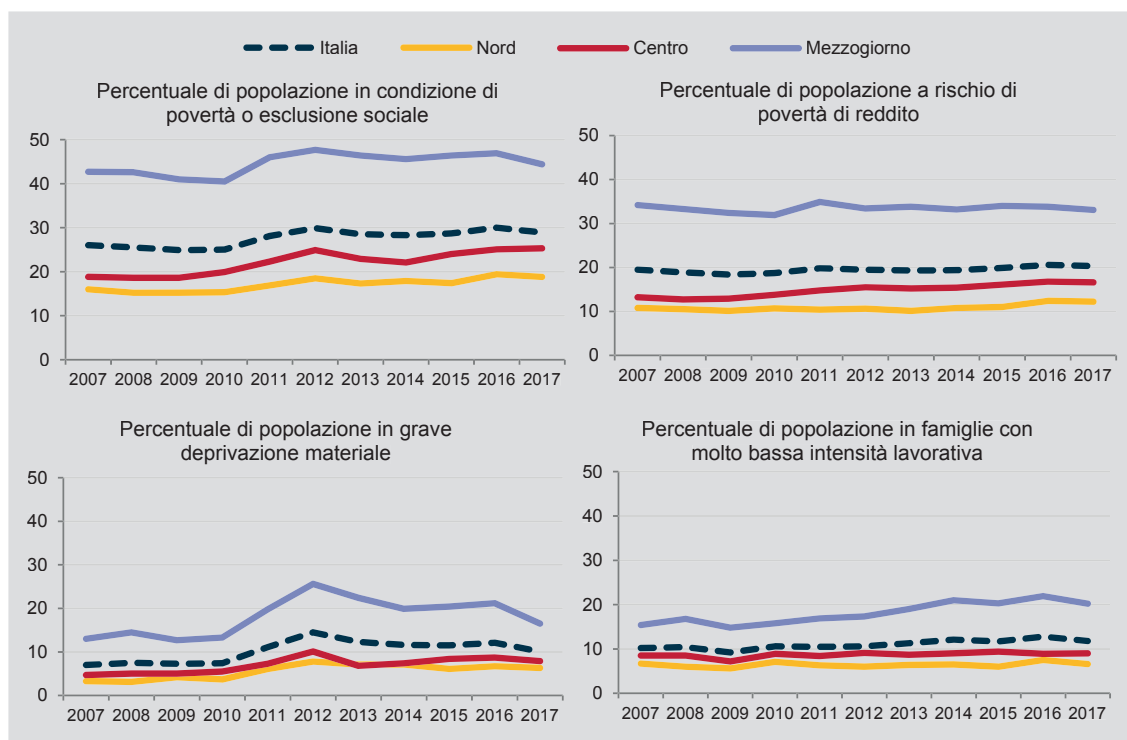 Italia Nord Centro Mezzogiorno
Percentuale di popolazione in condizione di
povertà o esclusione sociale
50
40
30
20
10
0
2007 2008 2009 2010 2011 2012 2013 2014 2015 2016 2017
Percentuale di popolazione a rischio di
povertà di reddito
50
40
30
20
10
0
2007 2008 2009 2010 2011 2012 2013 2014 2015 2016 2017
Percentuale di popolazione in grave
deprivazione materiale
50
40
30
20
10
0
2007 2008 2009 2010 2011 2012 2013 2014 2015 2016 2017
Percentuale di popolazione in famiglie con
molto bassa intensità lavorativa
50
40
30
20
10
0
2007 2008 2009 2010 2011 2012 2013 2014 2015 2016 2017